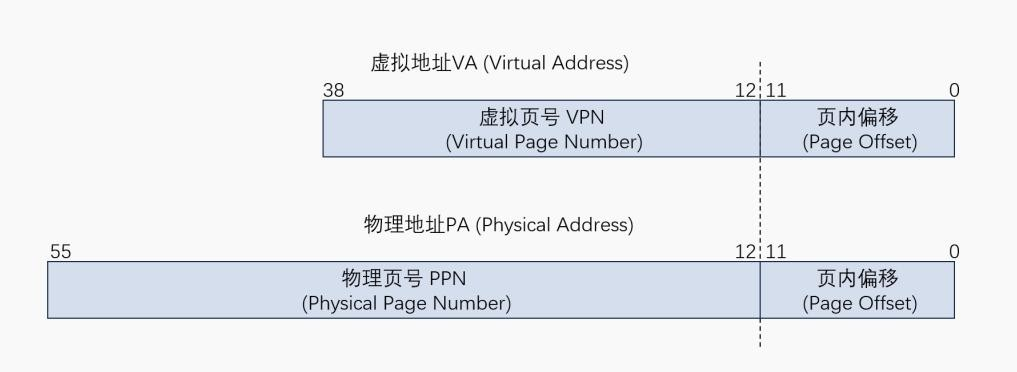 虚拟地址VA (Virtual Address)
38 12 11 0
虚拟页号 VPN 页内偏移
(Virtual Page Number) (Page Offset)
物理地址PA (Physical Address)
55 12 11 0
物理页号 PPN 页内偏移
(Physical Page Number) (Page Offset)